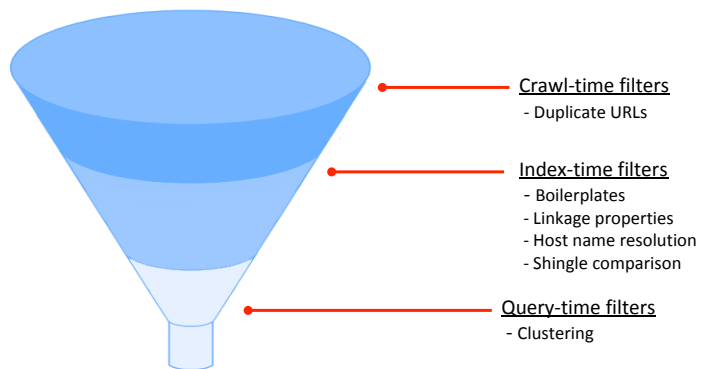 Crawl-time filters
- Duplicate URLs
Index-time filters
- Boilerplates
- Linkage properties
- Host name resolution
- Shingle comparison
Query-time filters
- Clustering